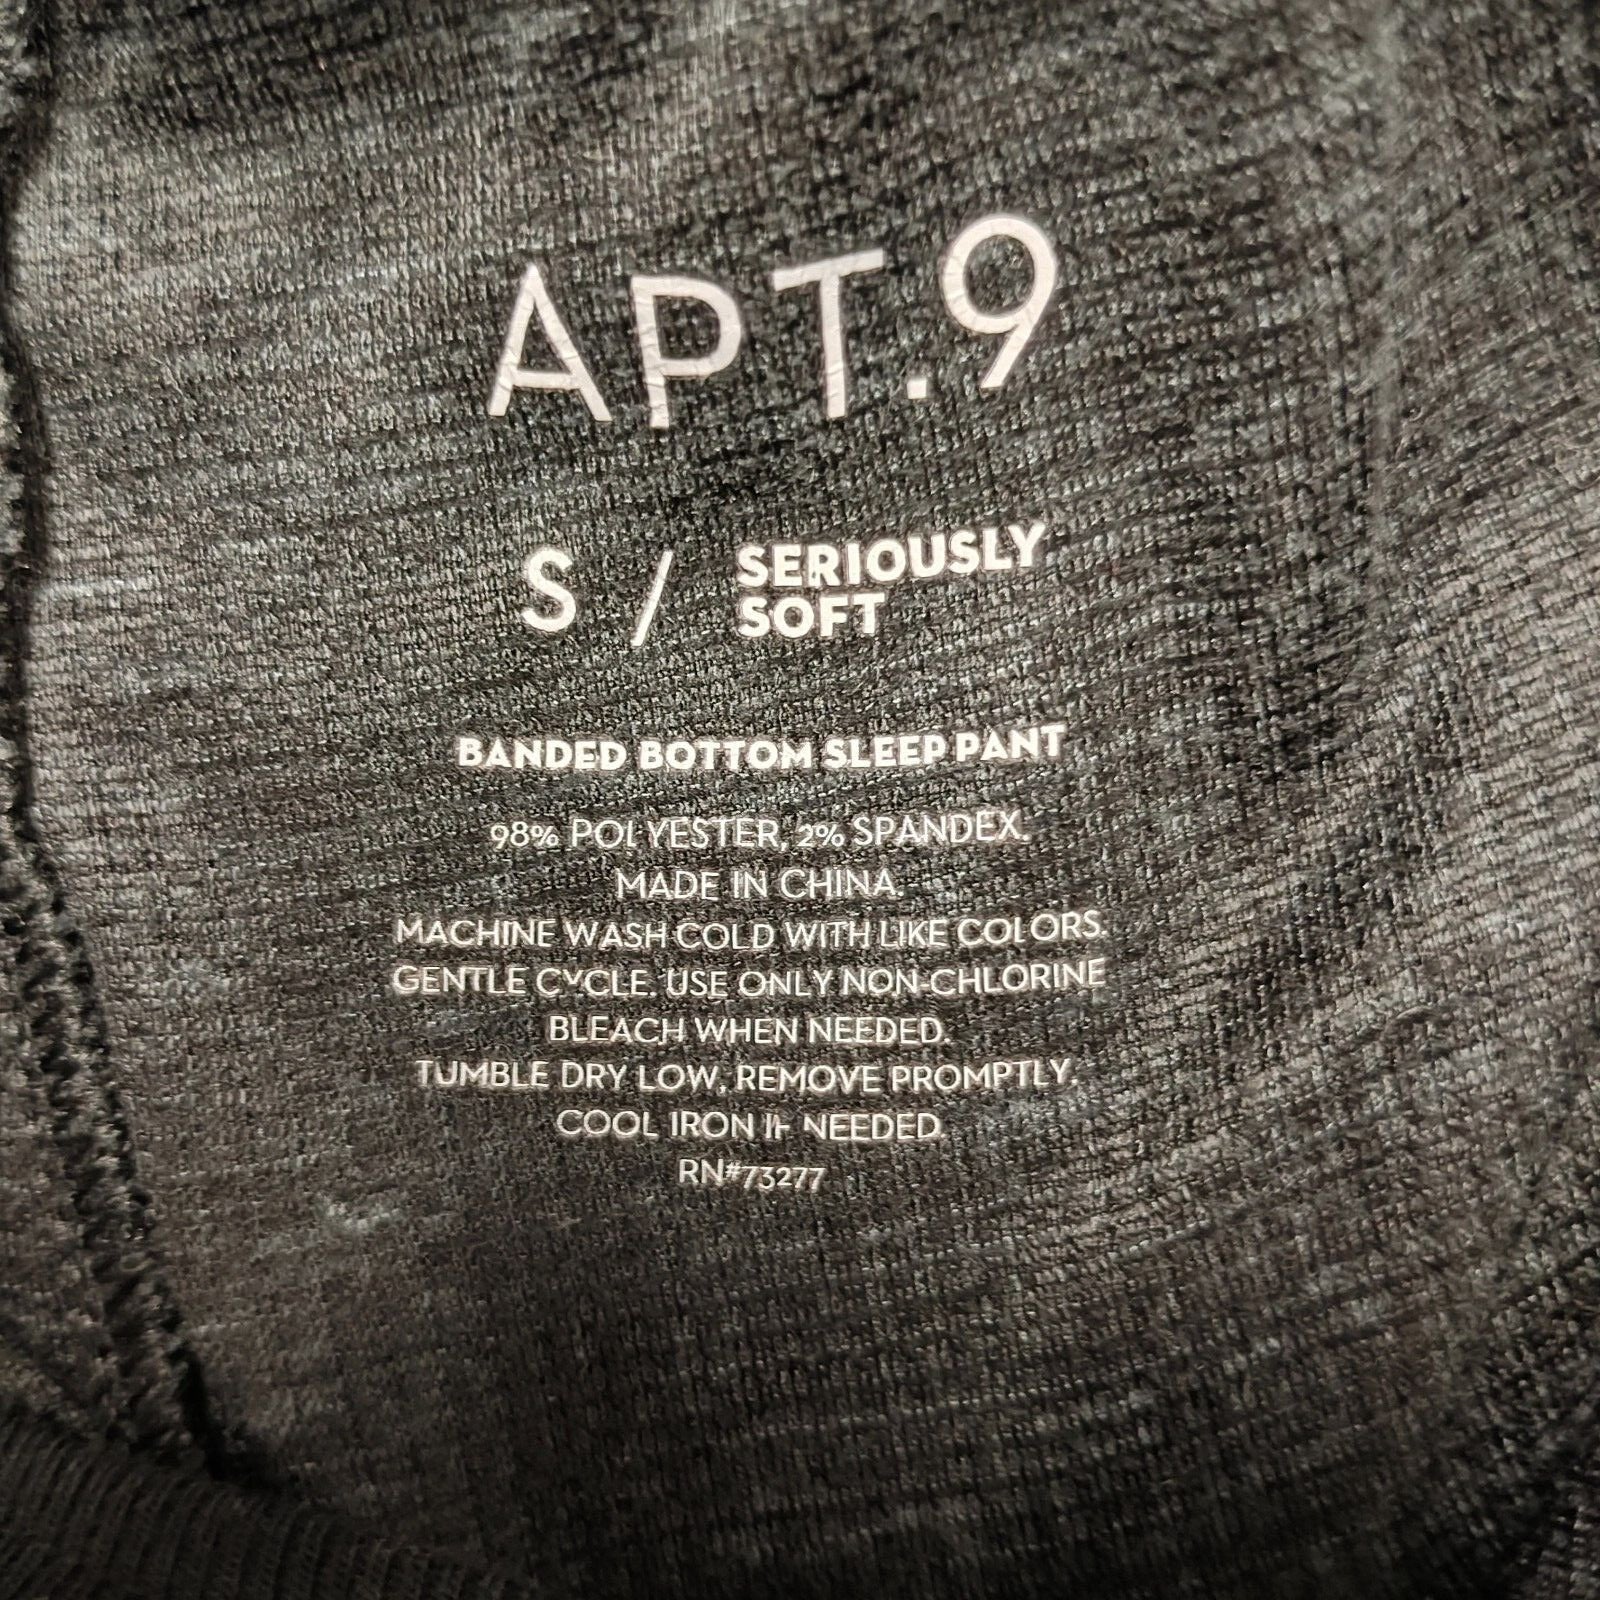 APT.9
S / SERIOUSLY
SOFT
BANDED BOTTOM SLEEP PANT
98% POLYESTER, 2% SPANDEX.
MADE IN CHINA.
MACHINE WASH COLD WITH LIKE COLORS.
GENTLE CYCLE. USE ONLY NON-CHLORINE
BLEACH WHEN NEEDED.
TUMBLE DRY LOW, REMOVE PROMPTLY.
COOL IRON IF NEEDED.
RN#73277